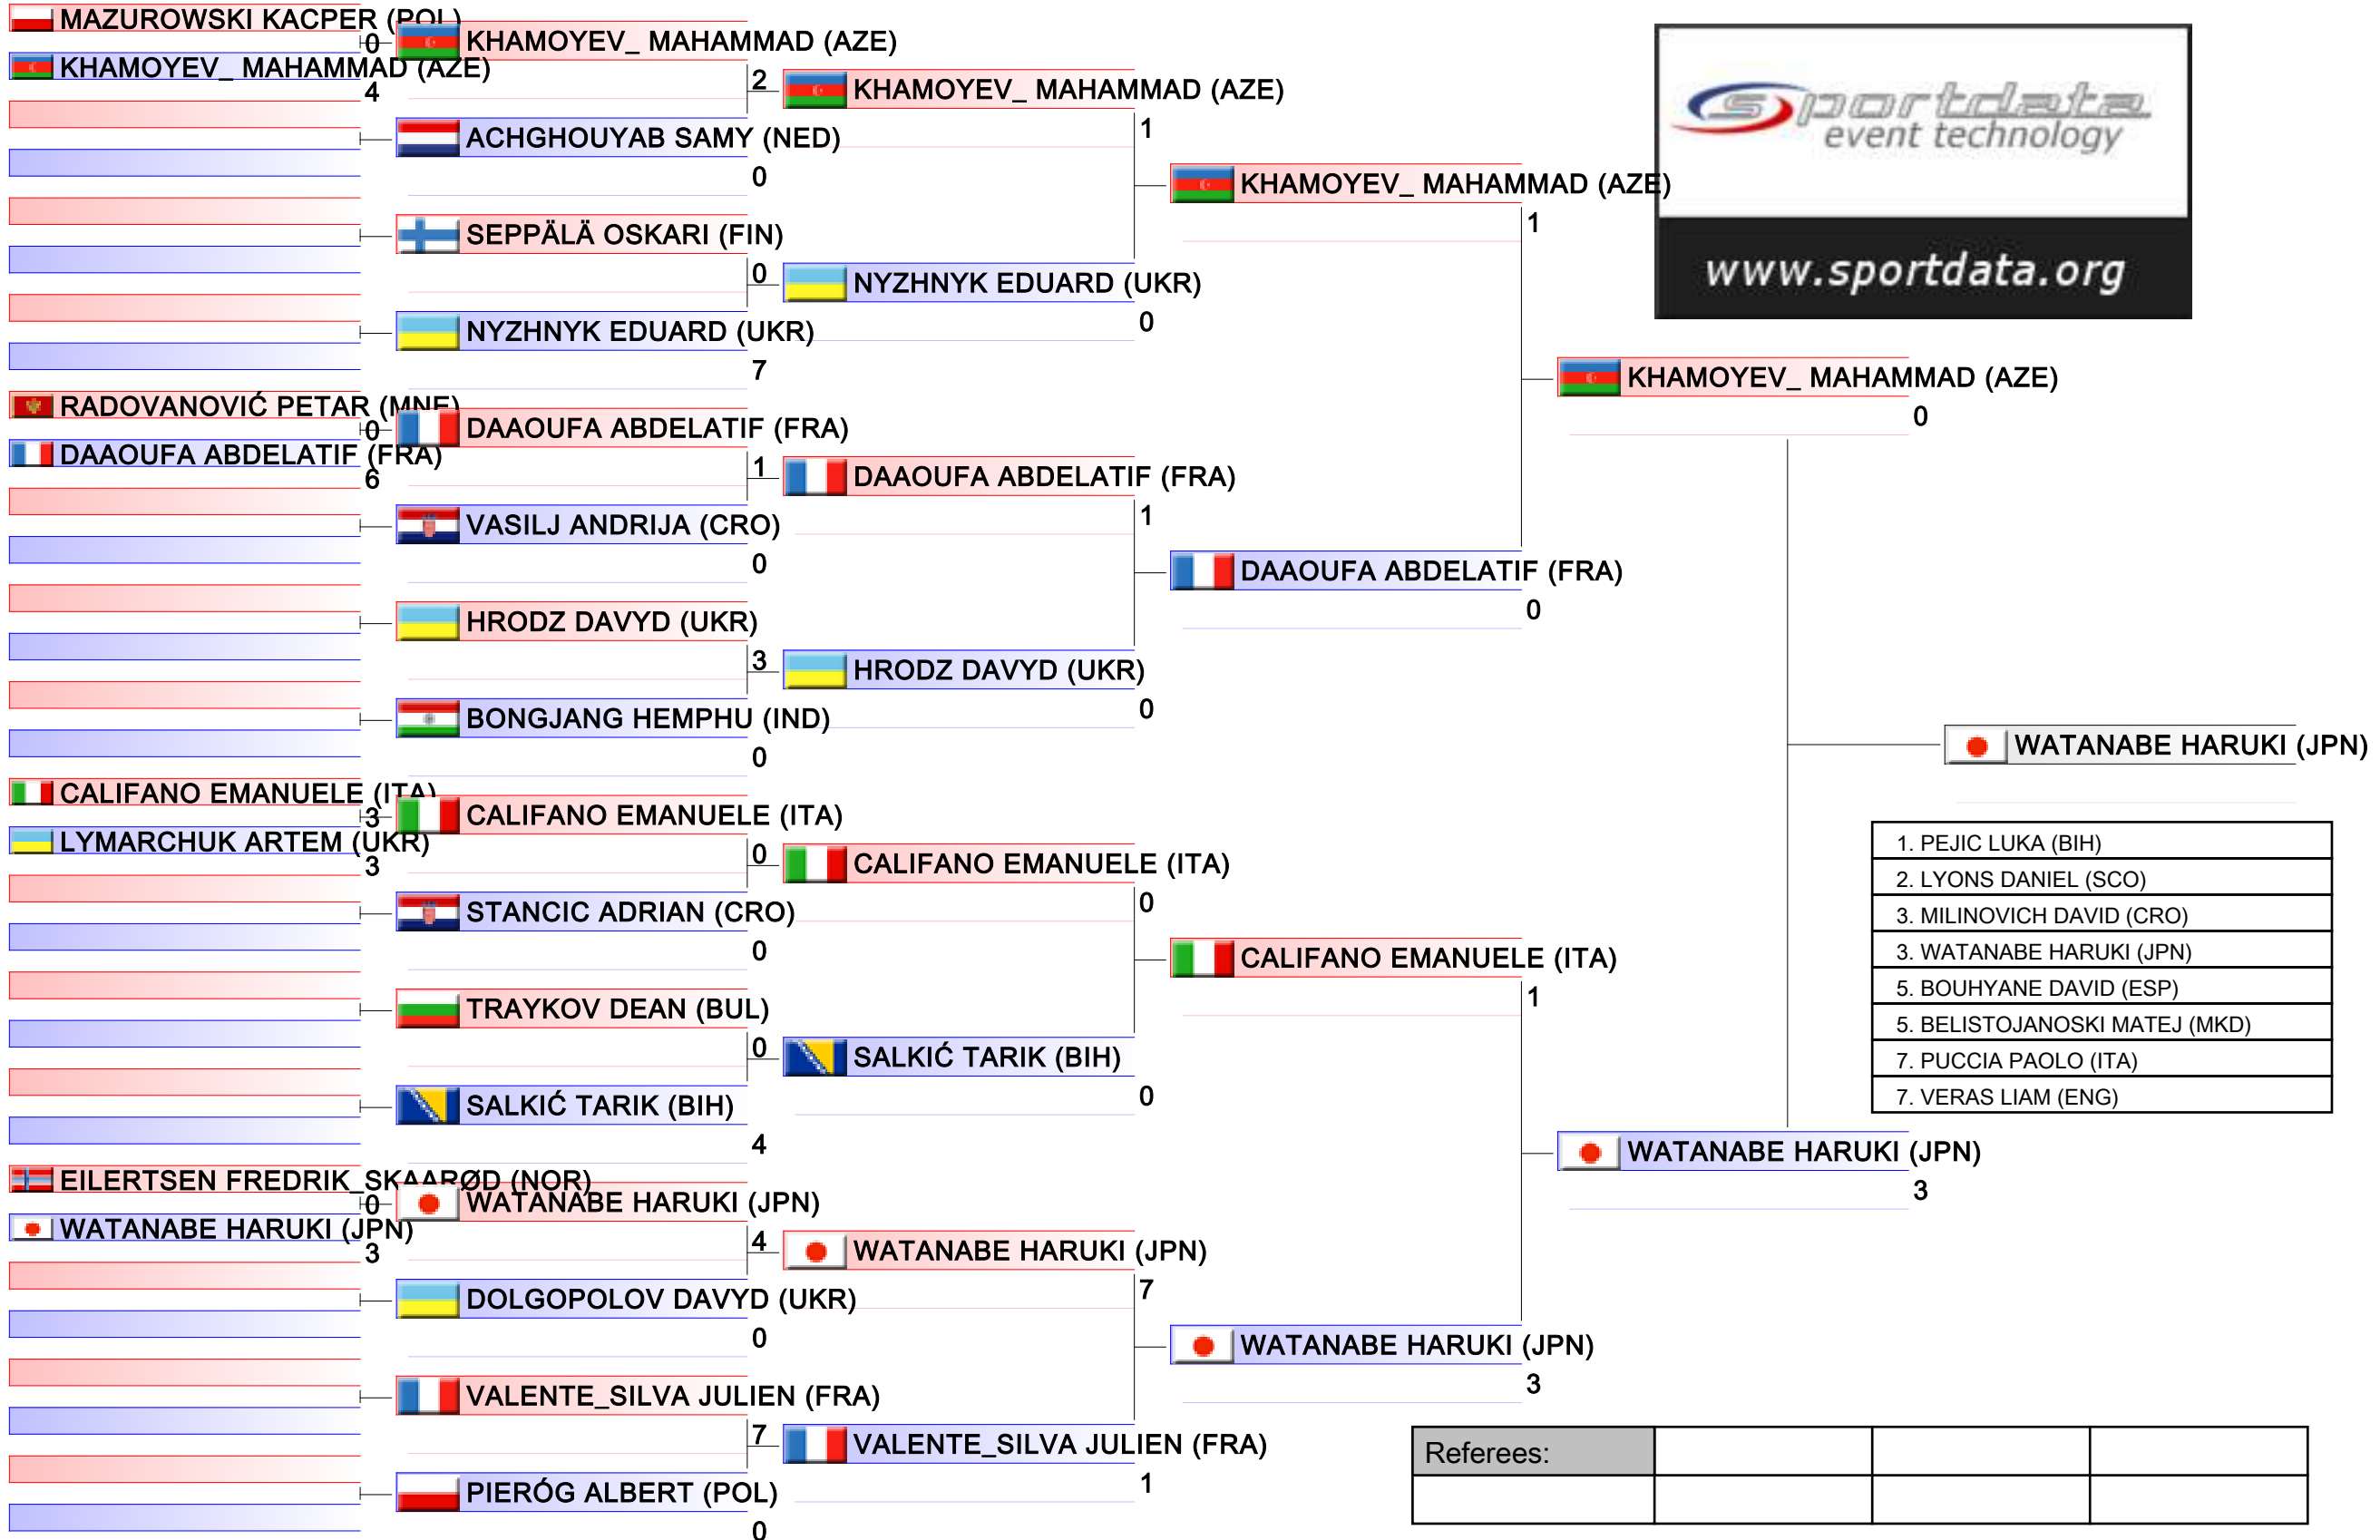 MAZUROWSKI KACPER (POL)
0
KHAMOYEV_ MAHAMMAD (AZE)
4
RADOVANOVIĆ PETAR (MNE)
0
DAAOUFA ABDELATIF (FRA)
6
CALIFANO EMANUELE (ITA)
3
LYMARCHUK ARTEM (UKR)
3
EILERTSEN FREDRIK_SKAARØD (NOR)
0
WATANABE HARUKI (JPN)
3
KHAMOYEV_ MAHAMMAD (AZE)
2
ACHGHOUYAB SAMY (NED)
0
SEPPÄLÄ OSKARI (FIN)
0
NYZHNYK EDUARD (UKR)
7
DAAOUFA ABDELATIF (FRA)
1
VASILJ ANDRIJA (CRO)
0
HRODZ DAVYD (UKR)
3
BONGJANG HEMPHU (IND)
0
CALIFANO EMANUELE (ITA)
0
STANCIC ADRIAN (CRO)
0
TRAYKOV DEAN (BUL)
0
SALKIĆ TARIK (BIH)
4
WATANABE HARUKI (JPN)
4
DOLGOPOLOV DAVYD (UKR)
0
VALENTE_SILVA JULIEN (FRA)
7
PIERÓG ALBERT (POL)
0
KHAMOYEV_ MAHAMMAD (AZE)
1
NYZHNYK EDUARD (UKR)
0
DAAOUFA ABDELATIF (FRA)
1
HRODZ DAVYD (UKR)
0
CALIFANO EMANUELE (ITA)
0
SALKIĆ TARIK (BIH)
0
WATANABE HARUKI (JPN)
7
VALENTE_SILVA JULIEN (FRA)
1
KHAMOYEV_ MAHAMMAD (AZE)
1
DAAOUFA ABDELATIF (FRA)
0
CALIFANO EMANUELE (ITA)
1
WATANABE HARUKI (JPN)
3
KHAMOYEV_ MAHAMMAD (AZE)
0
WATANABE HARUKI (JPN)
3
WATANABE HARUKI (JPN)
sportdata
event technology
www.sportdata.org
1. PEJIC LUKA (BIH)
2. LYONS DANIEL (SCO)
3. MILINOVICH DAVID (CRO)
3. WATANABE HARUKI (JPN)
5. BOUHYANE DAVID (ESP)
5. BELISTOJANOSKI MATEJ (MKD)
7. PUCCIA PAOLO (ITA)
7. VERAS LIAM (ENG)
Referees: